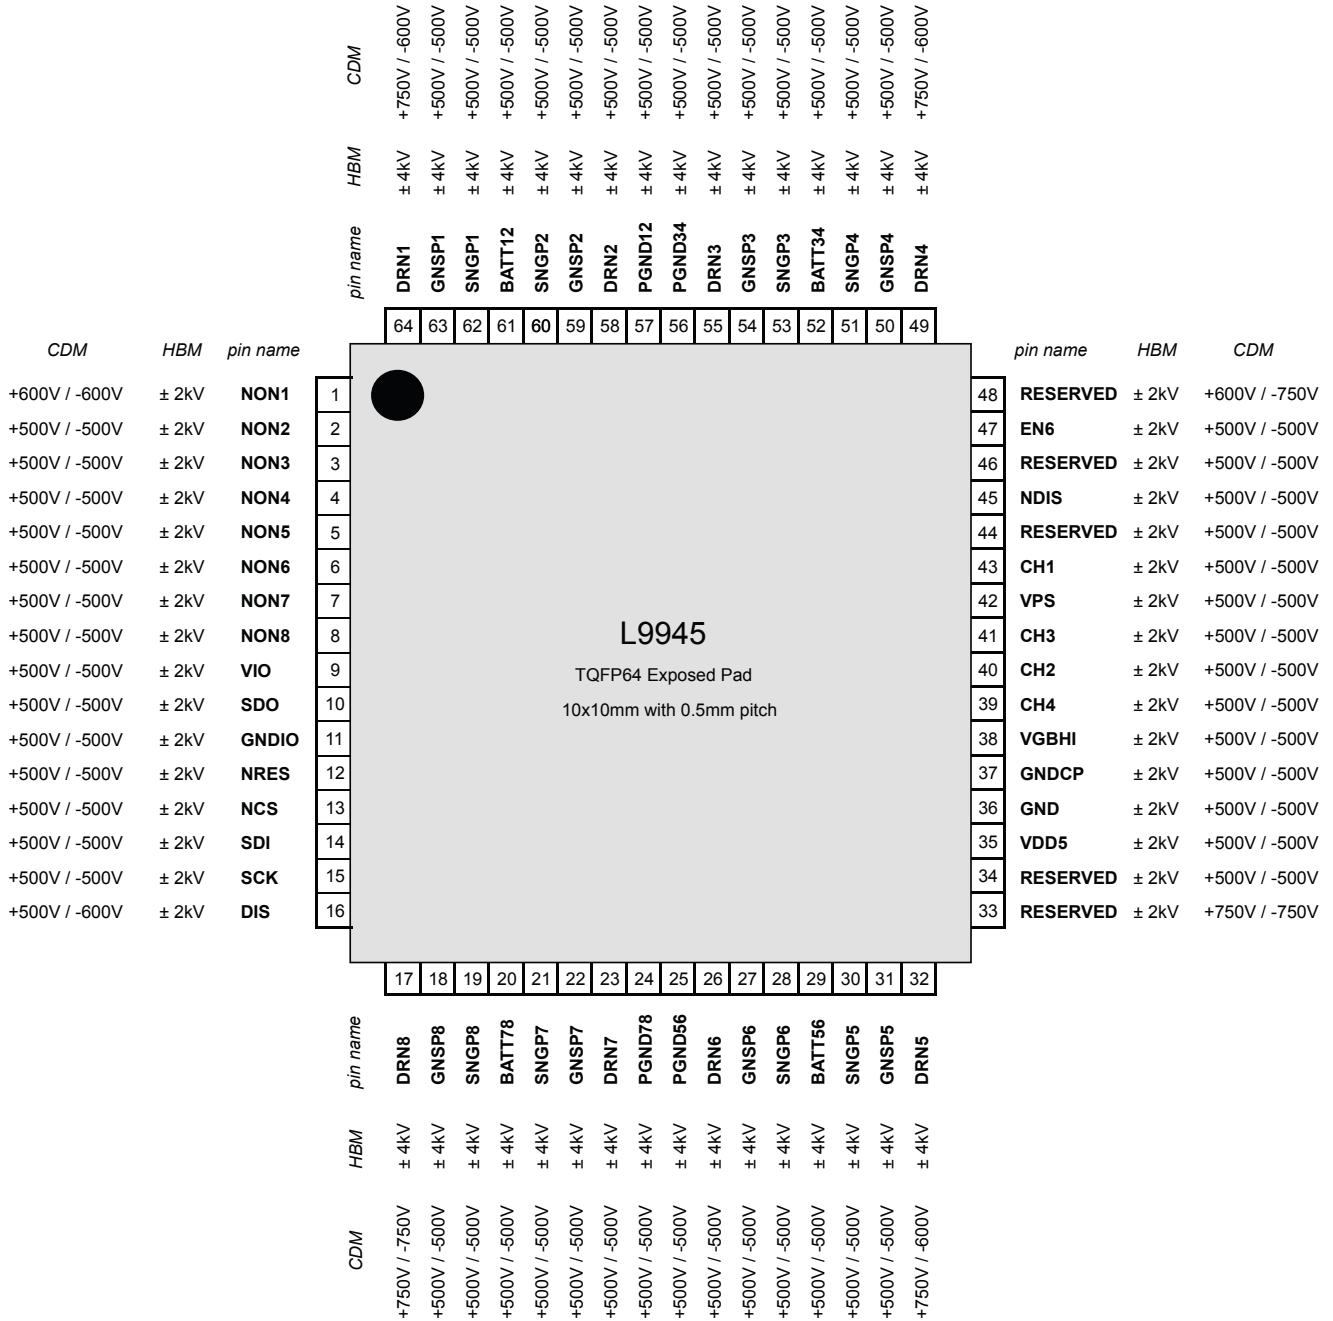 CDM +750V / -600V +500V / -500V +500V / -500V +500V / -500V +500V / -500V +500V / -500V +500V / -500V +500V / -500V +500V / -500V +500V / -500V +500V / -500V +500V / -500V +500V / -500V +500V / -500V +500V / -500V +750V / -600V
HBM ± 4kV ± 4kV ± 4kV ± 4kV ± 4kV ± 4kV ± 4kV ± 4kV ± 4kV ± 4kV ± 4kV ± 4kV ± 4kV ± 4kV ± 4kV ± 4kV
pin name DRN1 GNSP1 SNGP1 BATT12 SNGP2 GNSP2 DRN2 PGND12 PGND34 DRN3 GNSP3 SNGP3 BATT34 SNGP4 GNSP4 DRN4
64 63 62 61 60 59 58 57 56 55 54 53 52 51 50 49
CDM HBM pin name pin name HBM CDM
+600V / -600V ± 2kV NON1 1 48 RESERVED ± 2kV +600V / -750V
+500V / -500V ± 2kV NON2 2 47 EN6 ± 2kV +500V / -500V
+500V / -500V ± 2kV NON3 3 46 RESERVED ± 2kV +500V / -500V
+500V / -500V ± 2kV NON4 4 45 NDIS ± 2kV +500V / -500V
+500V / -500V ± 2kV NON5 5 44 RESERVED ± 2kV +500V / -500V
+500V / -500V ± 2kV NON6 6 43 CH1 ± 2kV +500V / -500V
+500V / -500V ± 2kV NON7 7 42 VPS ± 2kV +500V / -500V
+500V / -500V ± 2kV NON8 8 L9945 41 CH3 ± 2kV +500V / -500V
+500V / -500V ± 2kV VIO 9 TQFP64 Exposed Pad 40 CH2 ± 2kV +500V / -500V
+500V / -500V ± 2kV SDO 10 10x10mm with 0.5mm pitch 39 CH4 ± 2kV +500V / -500V
+500V / -500V ± 2kV GNDIO 11 38 VGBHI ± 2kV +500V / -500V
+500V / -500V ± 2kV NRES 12 37 GNDCP ± 2kV +500V / -500V
+500V / -500V ± 2kV NCS 13 36 GND ± 2kV +500V / -500V
+500V / -500V ± 2kV SDI 14 35 VDD5 ± 2kV +500V / -500V
+500V / -500V ± 2kV SCK 15 34 RESERVED ± 2kV +500V / -500V
+500V / -600V ± 2kV DIS 16 33 RESERVED ± 2kV +750V / -750V
17 18 19 20 21 22 23 24 25 26 27 28 29 30 31 32
pin name DRN8 GNSP8 SNGP8 BATT78 SNGP7 GNSP7 DRN7 PGND78 PGND56 DRN6 GNSP6 SNGP6 BATT56 SNGP5 GNSP5 DRN5
HBM ± 4kV ± 4kV ± 4kV ± 4kV ± 4kV ± 4kV ± 4kV ± 4kV ± 4kV ± 4kV ± 4kV ± 4kV ± 4kV ± 4kV ± 4kV ± 4kV
CDM +750V / -750V +500V / -500V +500V / -500V +500V / -500V +500V / -500V +500V / -500V +500V / -500V +500V / -500V +500V / -500V +500V / -500V +500V / -500V +500V / -500V +500V / -500V +500V / -500V +500V / -500V +750V / -600V